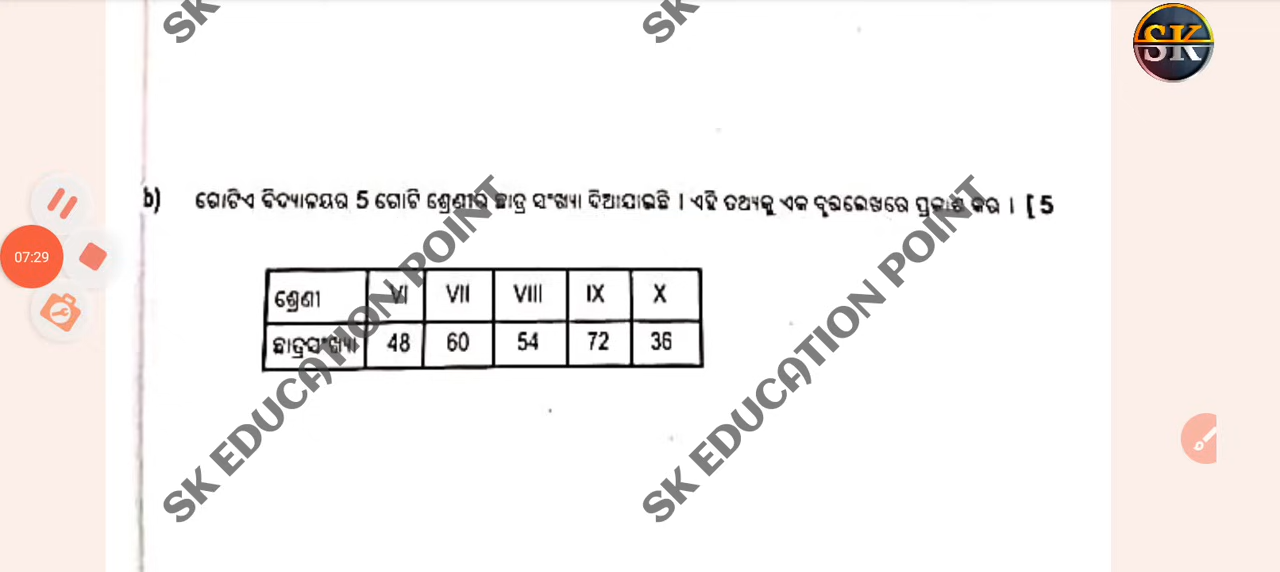 SK
SK
SK
07:29
b) ଗୋଟିଏ ବିଦ୍ୟାଳୟର 5 ଗୋଟି ଶ୍ରେଣୀର ଛାତ୍ର ସଂଖ୍ୟା ଦିଆଯାଇଛି । ଏହି ତଥ୍ୟକୁ ଏକ ବୃତ୍ତଲେଖରେ ପ୍ରକାଶ କର । [ 5
ଶ୍ରେଣୀ VI VII VIII IX X
ଛାତ୍ରସଂଖ୍ୟା 48 60 54 72 36
SK EDUCATION POINT
SK EDUCATION POINT